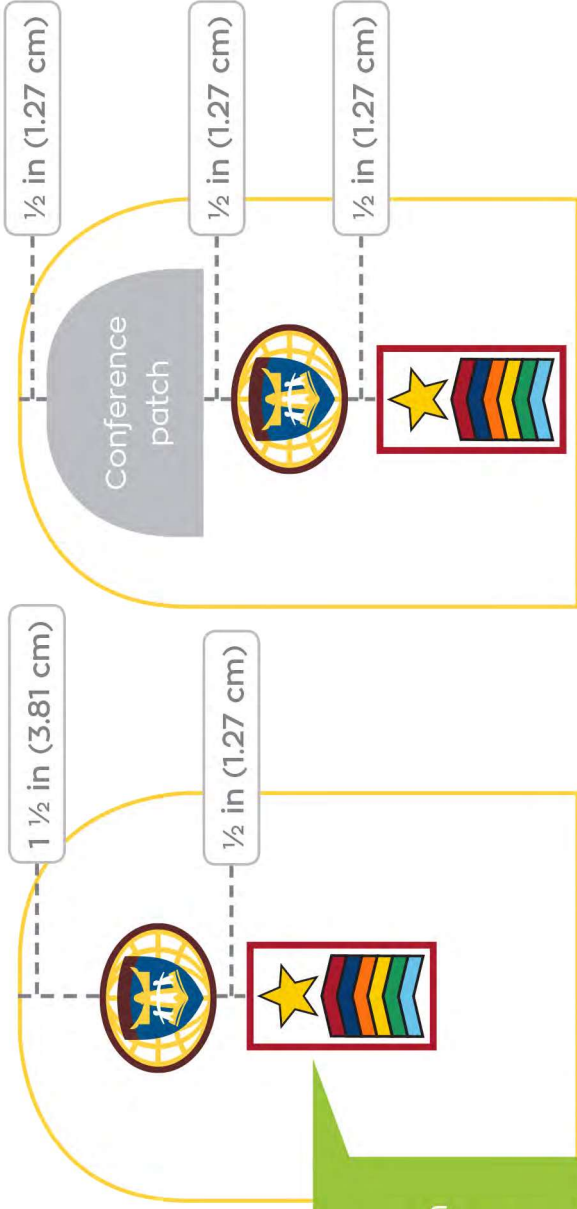 1 ½ in (3.81 cm)
½ in (1.27 cm)
½ in (1.27 cm)
Conference
patch
½ in (1.27 cm)
½ in (1.27 cm)